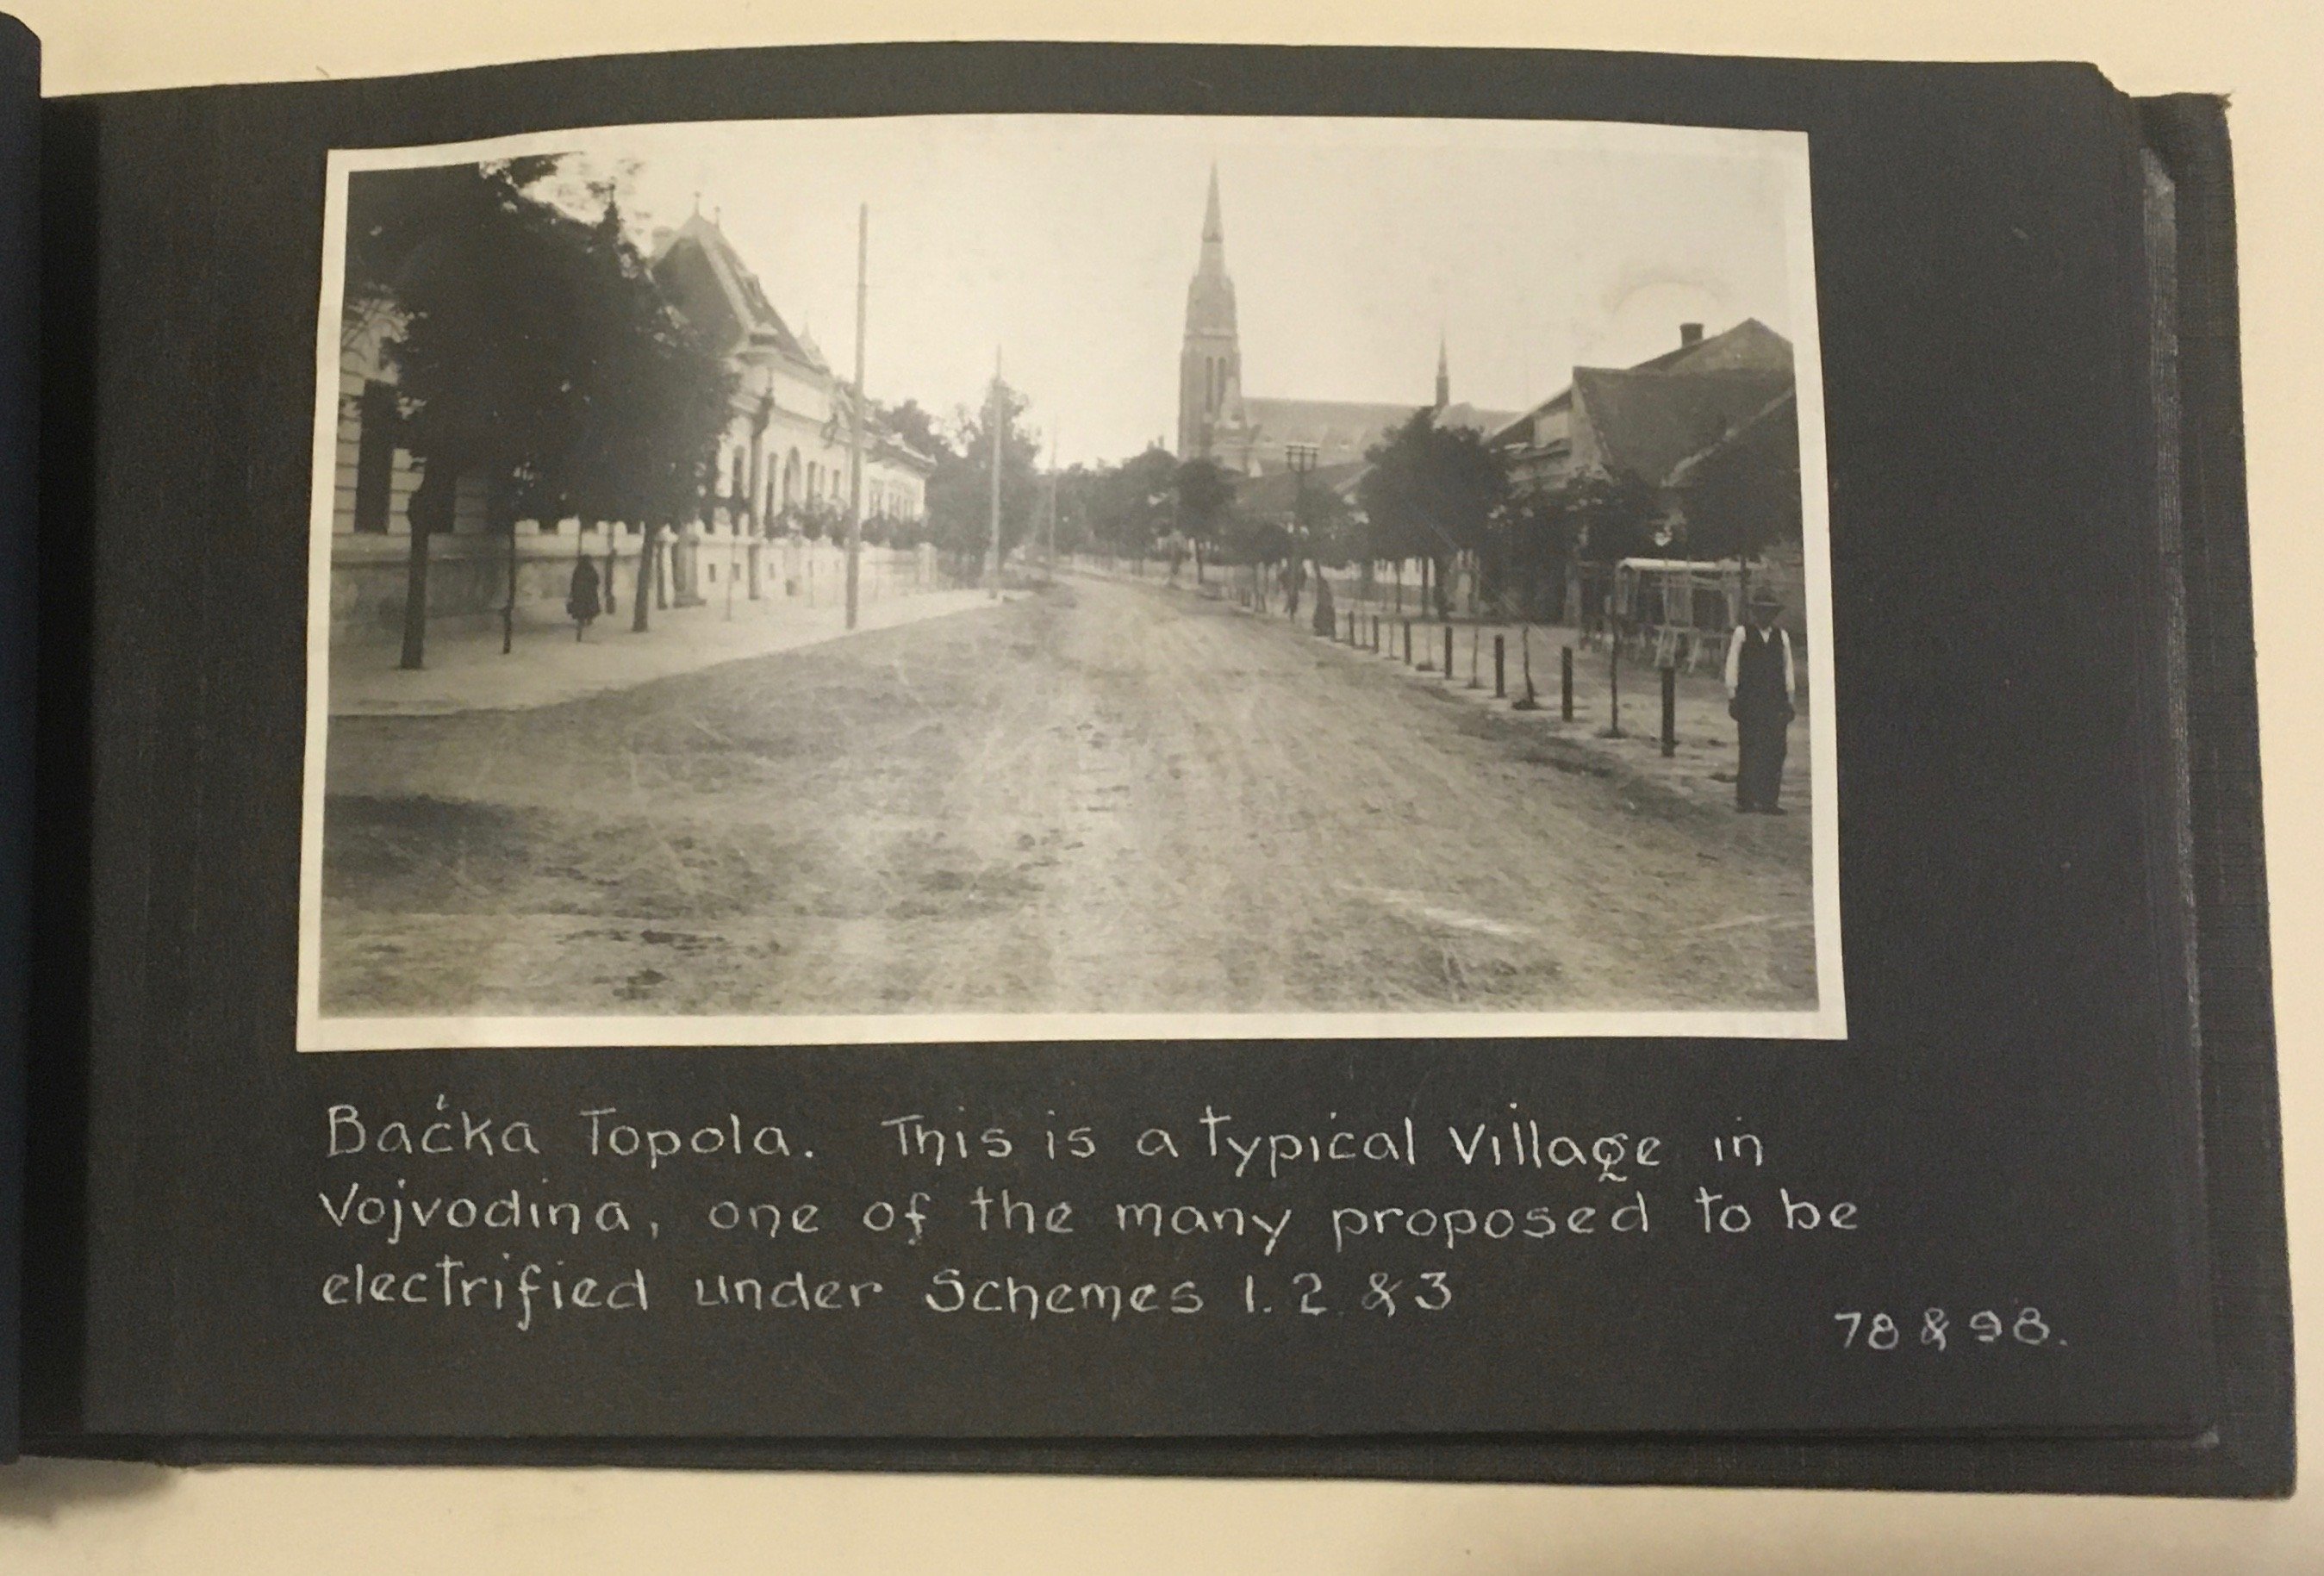 Bačka Topola. This is a typical village in
Vojvodina, one of the many proposed to be
electrified under Schemes 1. 2. & 3
78 & 98.